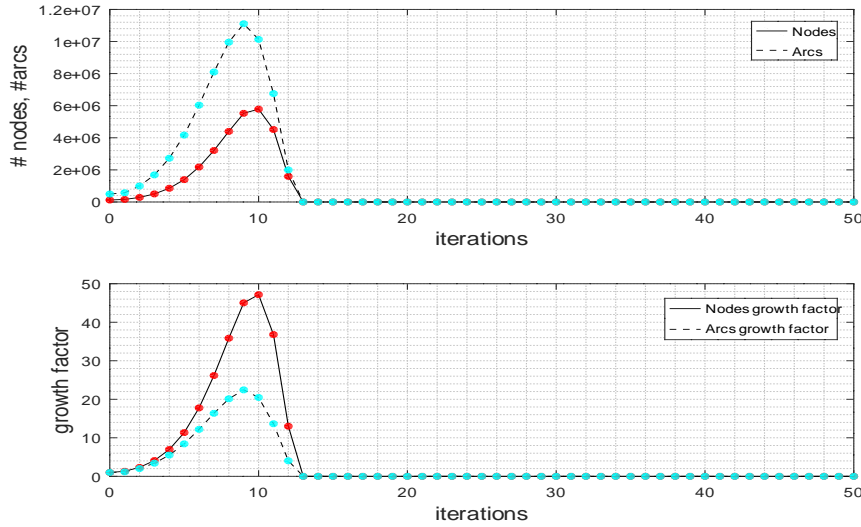 1.2e+07
1e+07
8e+06
6e+06
4e+06
2e+06
0
# nodes, #arcs
Nodes
Arcs
0 10 20 30 40 50
iterations
50
40
30
20
10
0
growth factor
Nodes growth factor
Arcs growth factor
0 10 20 30 40 50
iterations